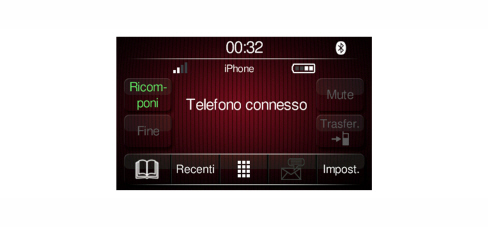 00:32
iPhone
Ricom-
poni
Telefono connesso
Mute
Fine
Trasfer.
Recenti
Impost.